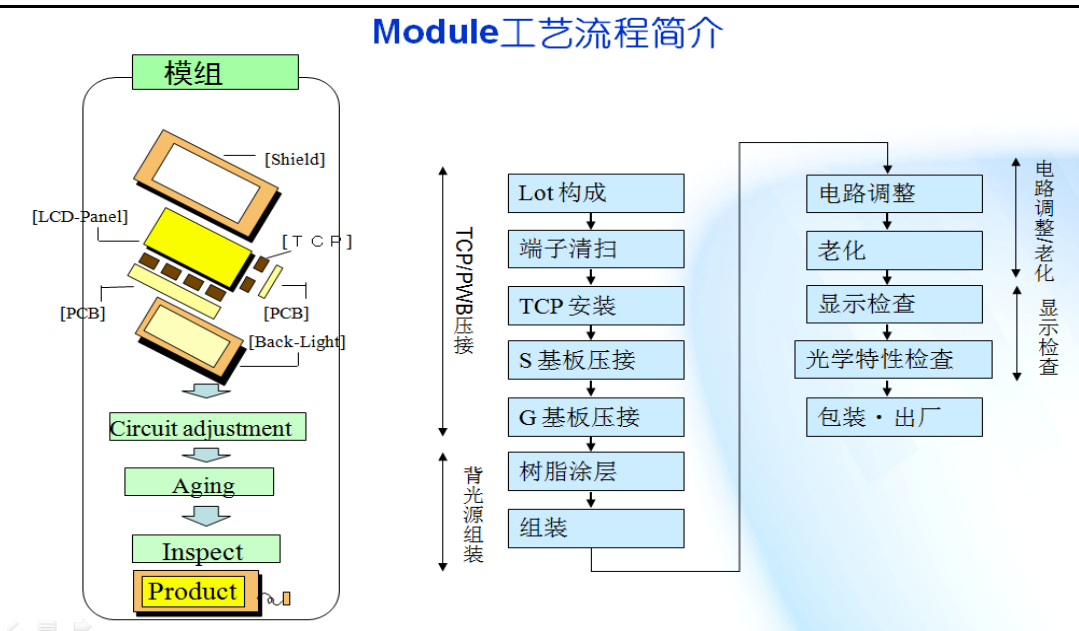 Module工艺流程简介
模组
[Shield]
[LCD-Panel]
[ＴＣＰ]
[PCB]
[PCB]
[Back-Light]
Circuit adjustment
Aging
Inspect
Product
TCP/PWB压接
背光源组装
Lot 构成
端子清扫
TCP 安装
S 基板压接
G 基板压接
树脂涂层
组装
电路调整
老化
显示检查
光学特性检查
包装・出厂
电路调整/老化
显示检查